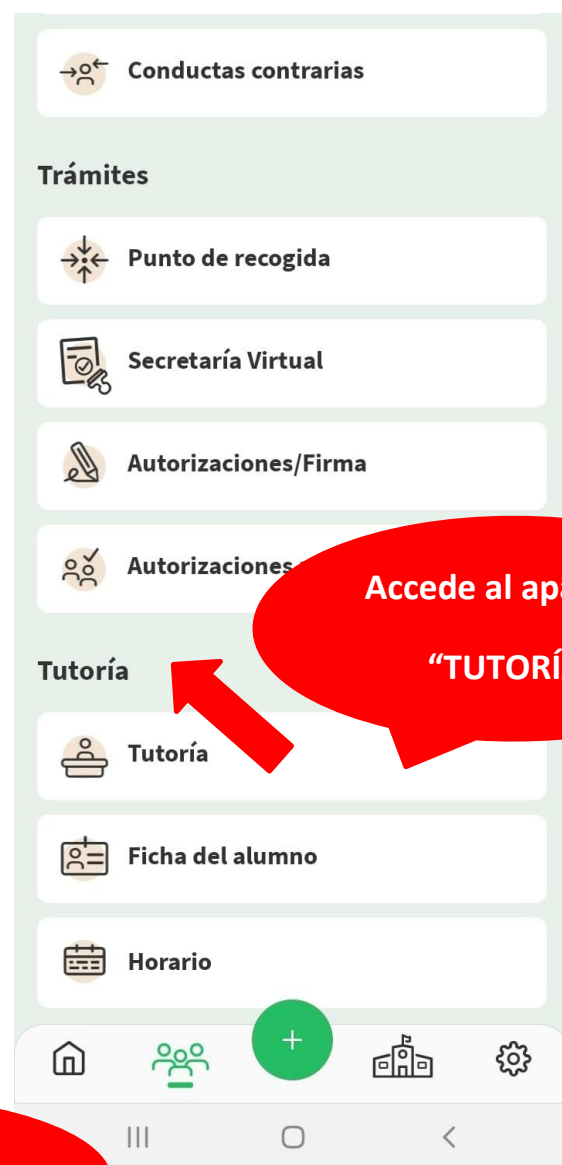 Conductas contrarias
Trámites
Punto de recogida
Secretaría Virtual
Autorizaciones/Firma
Autorizaciones
Accede al
“TUTORÍ
Tutoría
Tutoría
Ficha del alumno
Horario